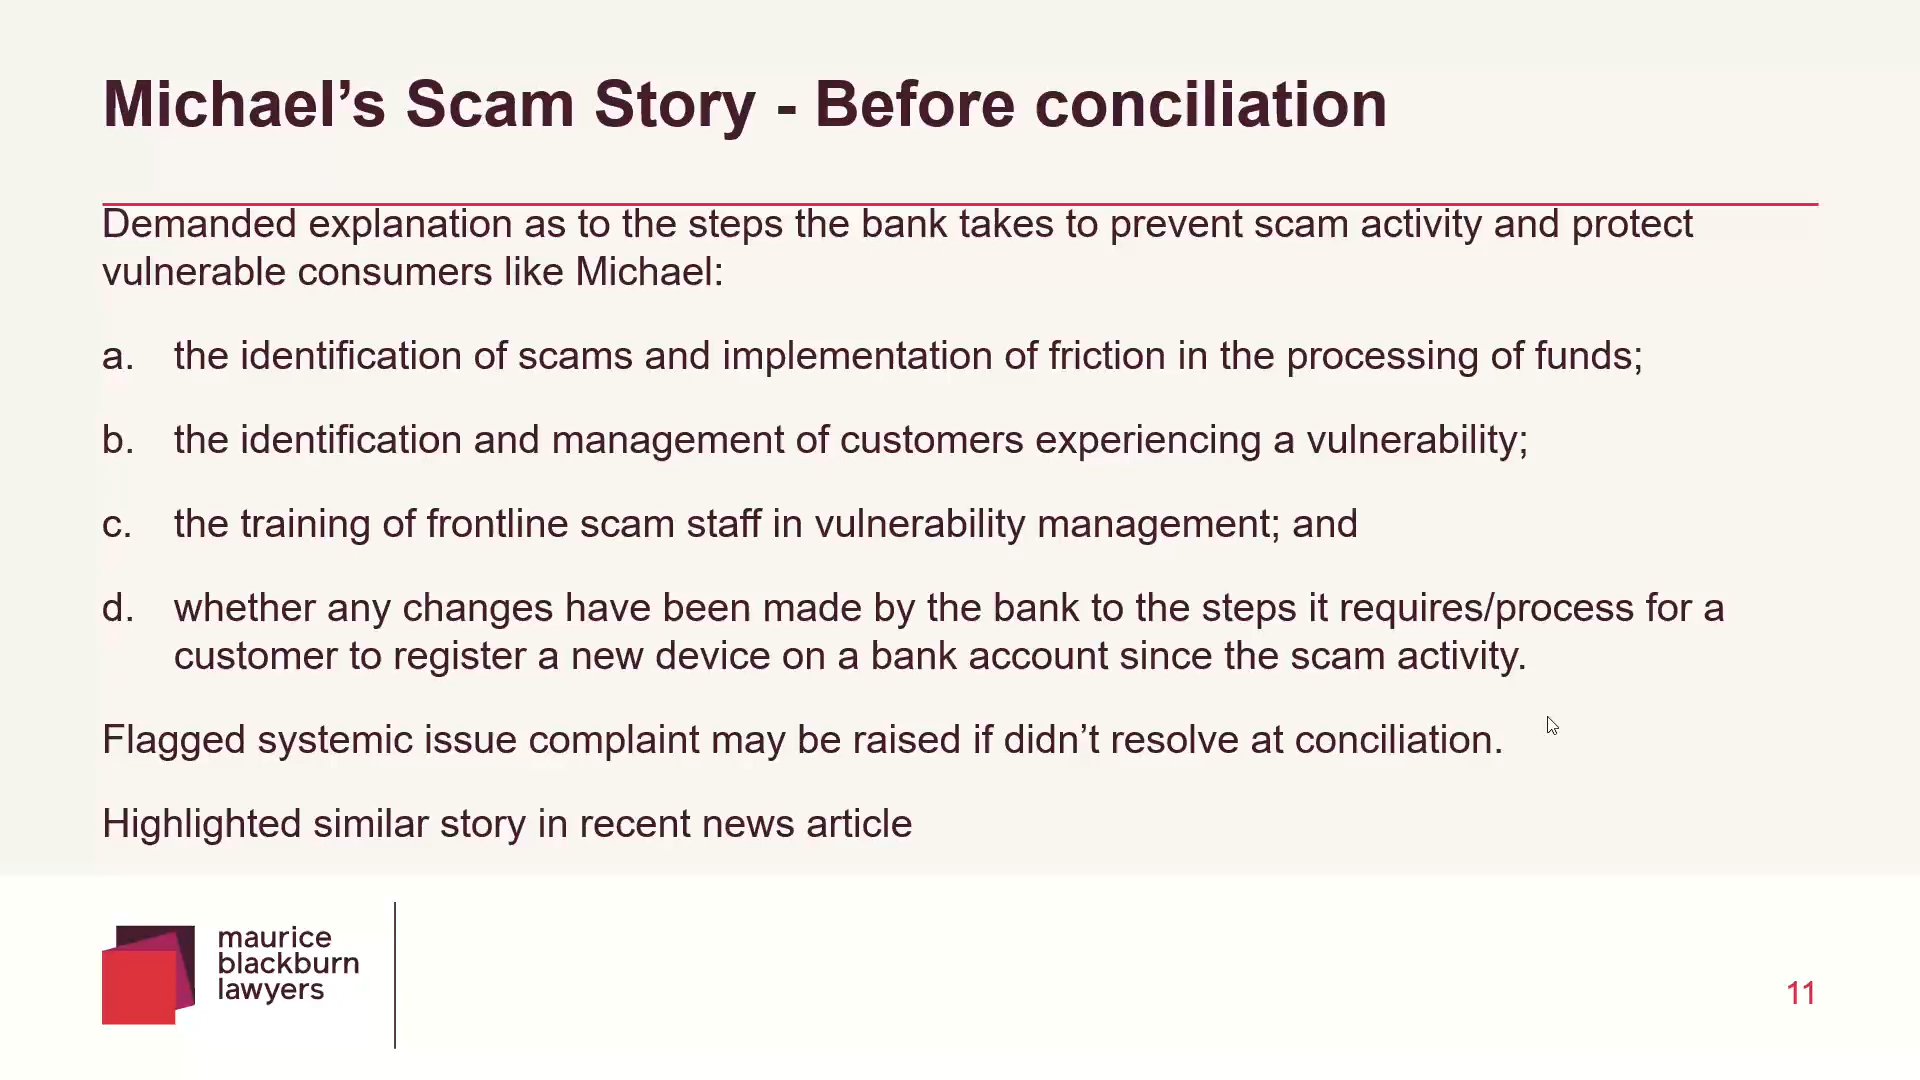 Michael’s Scam Story - Before conciliation
Demanded explanation as to the steps the bank takes to prevent scam activity and protect
vulnerable consumers like Michael:
a. the identification of scams and implementation of friction in the processing of funds;
b. the identification and management of customers experiencing a vulnerability;
c. the training of frontline scam staff in vulnerability management; and
d. whether any changes have been made by the bank to the steps it requires/process for a
customer to register a new device on a bank account since the scam activity.
Flagged systemic issue complaint may be raised if didn’t resolve at conciliation.
Highlighted similar story in recent news article
maurice
blackburn
lawyers
11